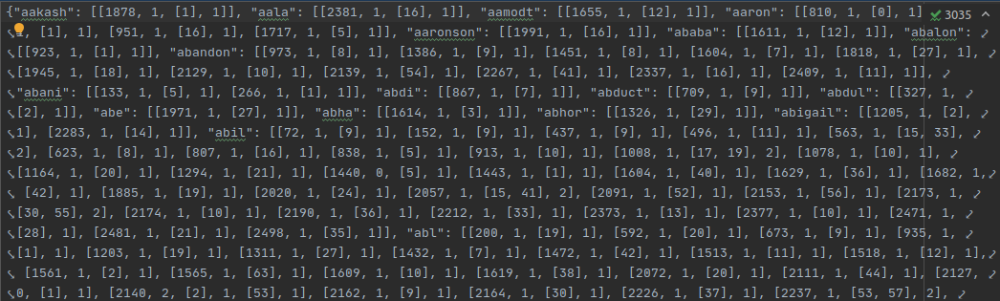 {"aakash": [[1878, 1, [1], 1]], "aala": [[2381, 1, [16], 1]], "aamodt": [[1655, 1, [12], 1]], "aaron": [[810, 1, [0], 1] 3035
1, [1], 1], [951, 1, [16], 1], [1717, 1, [5], 1]], "aaronson": [[1991, 1, [16], 1]], "ababa": [[1611, 1, [12], 1]], "abalon":
[[923, 1, [1], 1]], "abandon": [[973, 1, [8], 1], [1386, 1, [9], 1], [1451, 1, [8], 1], [1604, 1, [7], 1], [1818, 1, [27], 1],
[1945, 1, [18], 1], [2129, 1, [10], 1], [2139, 1, [54], 1], [2267, 1, [41], 1], [2337, 1, [16], 1], [2409, 1, [11], 1]],
"abani": [[133, 1, [5], 1], [266, 1, [1], 1]], "abdi": [[867, 1, [7], 1]], "abduct": [[709, 1, [9], 1]], "abdul": [[327, 1,
[2], 1]], "abe": [[1971, 1, [27], 1]], "abha": [[1614, 1, [3], 1]], "abhor": [[1326, 1, [29], 1]], "abigail": [[1205, 1, [2],
1], [2283, 1, [14], 1]], "abil": [[72, 1, [9], 1], [152, 1, [9], 1], [437, 1, [9], 1], [496, 1, [11], 1], [563, 1, [15, 33],
2], [623, 1, [8], 1], [807, 1, [16], 1], [838, 1, [5], 1], [913, 1, [10], 1], [1008, 1, [17, 19], 2], [1078, 1, [10], 1],
[1164, 1, [20], 1], [1294, 1, [21], 1], [1440, 0, [5], 1], [1443, 1, [1], 1], [1604, 1, [40], 1], [1629, 1, [36], 1], [1682, 1,
[42], 1], [1885, 1, [19], 1], [2020, 1, [24], 1], [2057, 1, [15, 41], 2], [2091, 1, [52], 1], [2153, 1, [56], 1], [2173, 1,
[30, 55], 2], [2174, 1, [10], 1], [2190, 1, [36], 1], [2212, 1, [33], 1], [2373, 1, [13], 1], [2377, 1, [10], 1], [2471, 1,
[28], 1], [2481, 1, [21], 1], [2498, 1, [35], 1]], "abl": [[200, 1, [19], 1], [592, 1, [20], 1], [673, 1, [9], 1], [935, 1,
[1], 1], [1203, 1, [19], 1], [1311, 1, [27], 1], [1432, 1, [7], 1], [1472, 1, [42], 1], [1513, 1, [11], 1], [1518, 1, [12], 1],
[1561, 1, [2], 1], [1565, 1, [63], 1], [1609, 1, [10], 1], [1619, 1, [38], 1], [2072, 1, [20], 1], [2111, 1, [44], 1], [2127,
0, [1], 1], [2140, 2, [2], 1, [53], 1], [2162, 1, [9], 1], [2164, 1, [30], 1], [2226, 1, [37], 1], [2237, 1, [53, 57], 2],